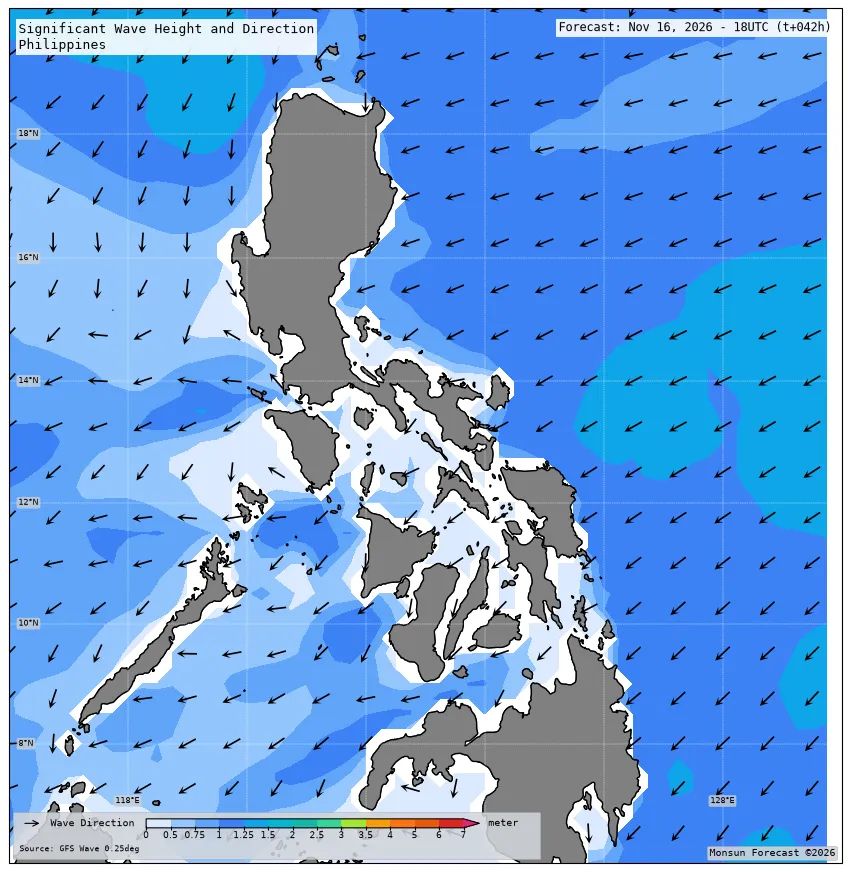 Significant Wave Height and Direction
Philippines
Forecast: Nov 16, 2026 - 18UTC (t+042h)
18°N
16°N
14°N
12°N
10°N
8°N
118°E
128°E
Wave Direction
0 0.5 0.75 1 1.25 1.5 2 2.5 3 3.5 4 5 6 7 meter
Source: GFS Wave 0.25deg
Monsun Forecast ©2026